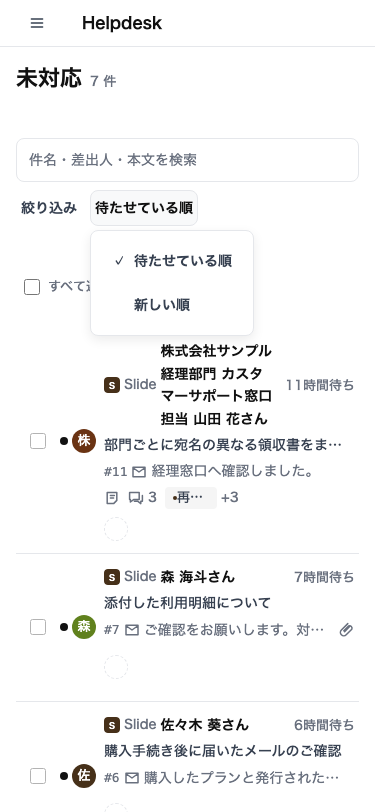 Helpdesk
未対応 7 件
件名・差出人・本文を検索
絞り込み 待たせている順
✓ 待たせている順
新しい順
すべて
S Slide 株式会社サンプル
経理部門 カスタ
マーサポート窓口
担当 山田 花さん
11時間待ち
株 部門ごとに宛名の異なる領収書をま…
#11 経理窓口へ確認しました。
3 •再… +3
S Slide 森 海斗さん 7時間待ち
添付した利用明細について
森 #7 ご確認をお願いします。対…
S Slide 佐々木 葵さん 6時間待ち
購入手続き後に届いたメールのご確認
佐 #6 購入したプランと発行された…